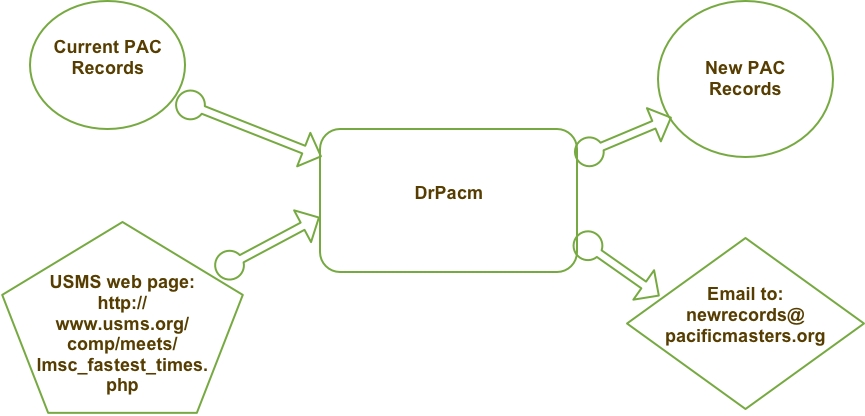 Current PAC
Records
New PAC
Records
DrPacm
USMS web page:
http://
www.usms.org/
comp/meets/
lmsc_fastest_times.
php
Email to:
newrecords@
pacificmasters.org